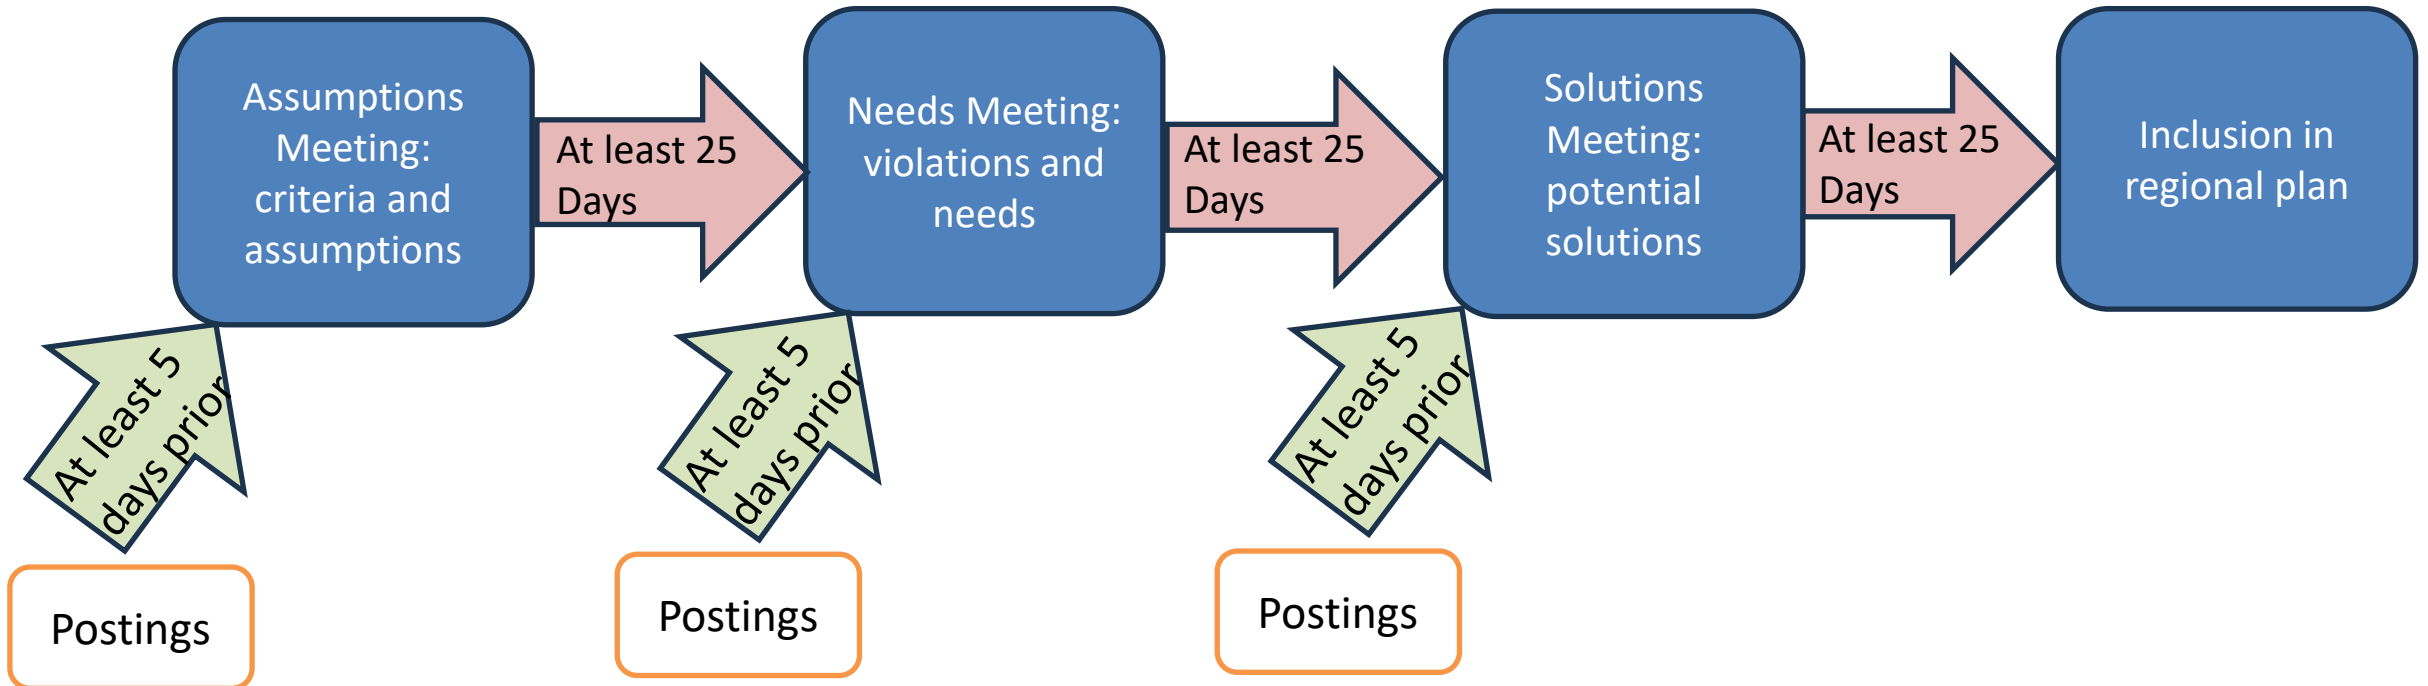 Assumptions
Meeting:
criteria and
assumptions
At least 25
Days
Needs Meeting:
violations and
needs
At least 25
Days
Solutions
Meeting:
potential
solutions
At least 25
Days
Inclusion in
regional plan
At least 5
days prior
At least 5
days prior
At least 5
days prior
Postings
Postings
Postings